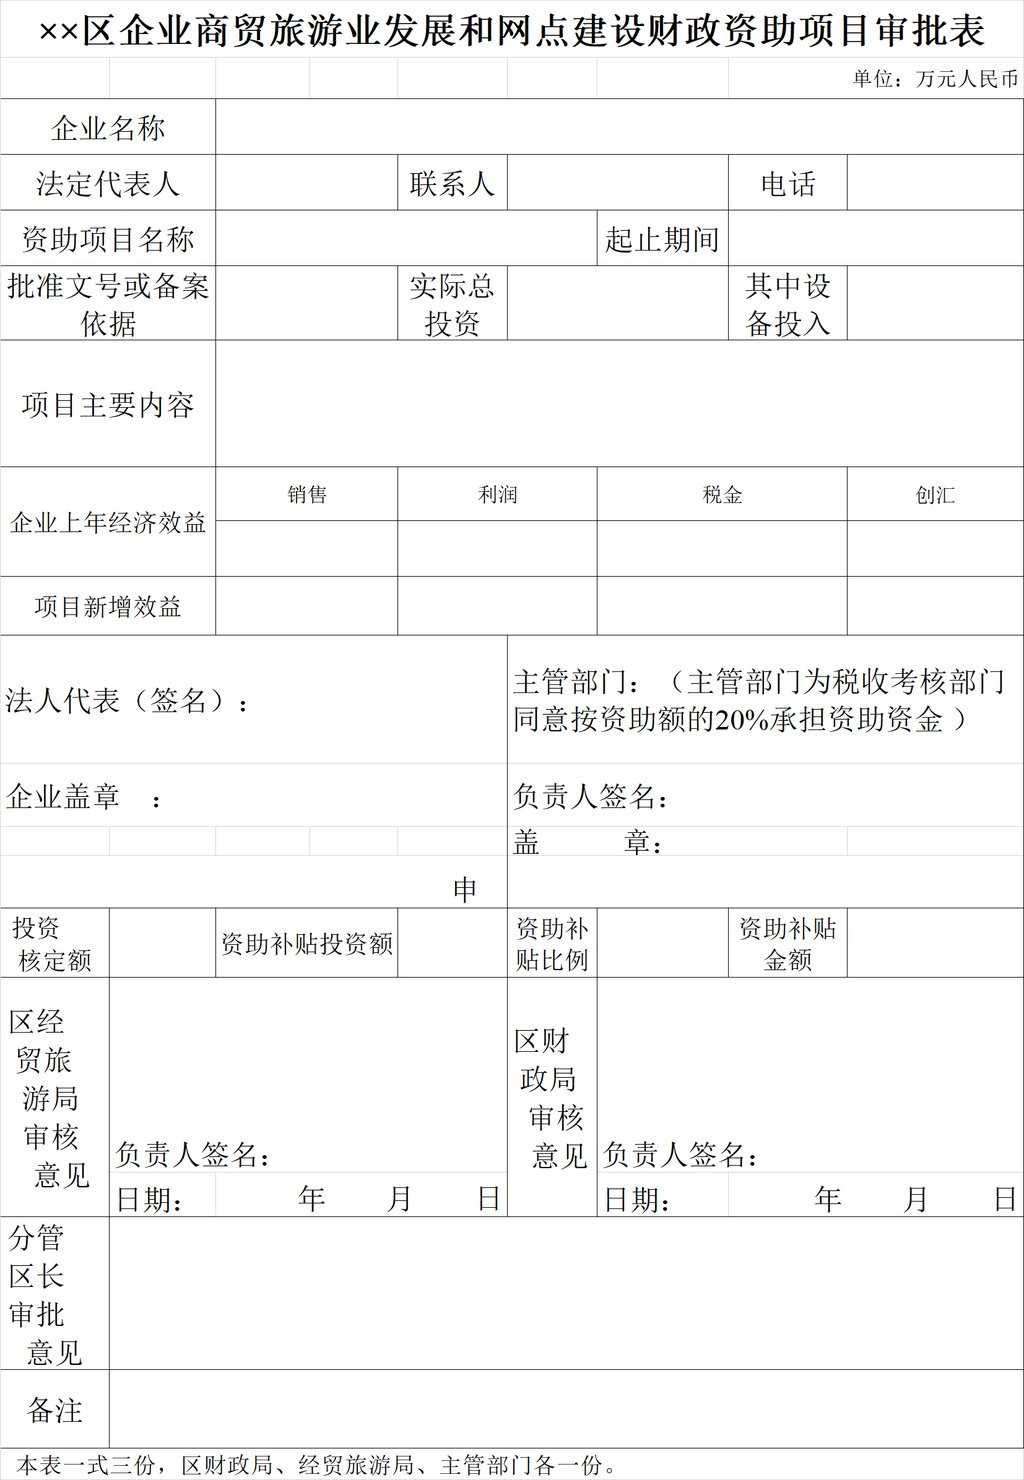 ××区企业商贸旅游业发展和网点建设财政资助项目审批表
单位：万元人民币
企业名称
法定代表人
联系人
电话
资助项目名称
起止期间
批准文号或备案
依据
实际总
投资
其中设
备投入
项目主要内容
企业上年经济效益
销售
利润
税金
创汇
项目新增效益
法人代表（签名）：
主管部门：（主管部门为税收考核部门
同意按资助额的20%承担资助资金 ）
企业盖章 ：
负责人签名：
盖 章：
申
投资
核定额
资助补贴投资额
资助补
贴比例
资助补贴
金额
区经
贸旅
游局
审核
意见
负责人签名：
日期： 年 月 日
区财
政局
审核
意见
负责人签名：
日期： 年 月 日
分管
区长
审批
意见
备注
本表一式三份，区财政局、经贸旅游局、主管部门各一份。